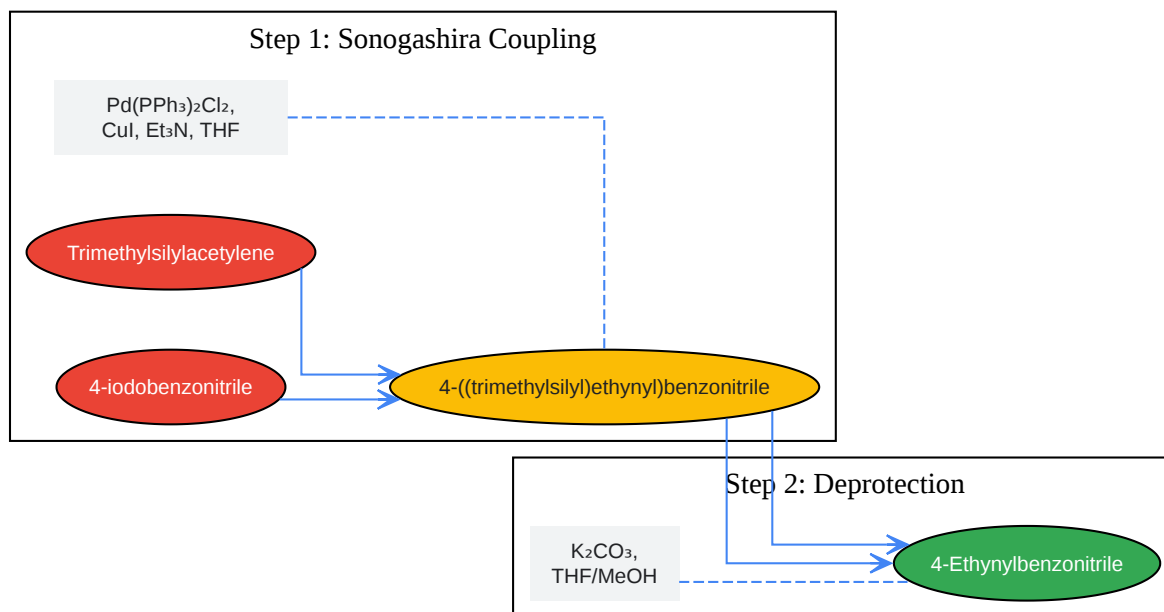 Step 1: Sonogashira Coupling
Pd(PPh₃)₂Cl₂,
CuI, Et₃N, THF
Trimethylsilylacetylene
4-iodobenzonitrile
4-((trimethylsilyl)ethynyl)benzonitrile
Step 2: Deprotection
K₂CO₃,
THF/MeOH
4-Ethynylbenzonitrile